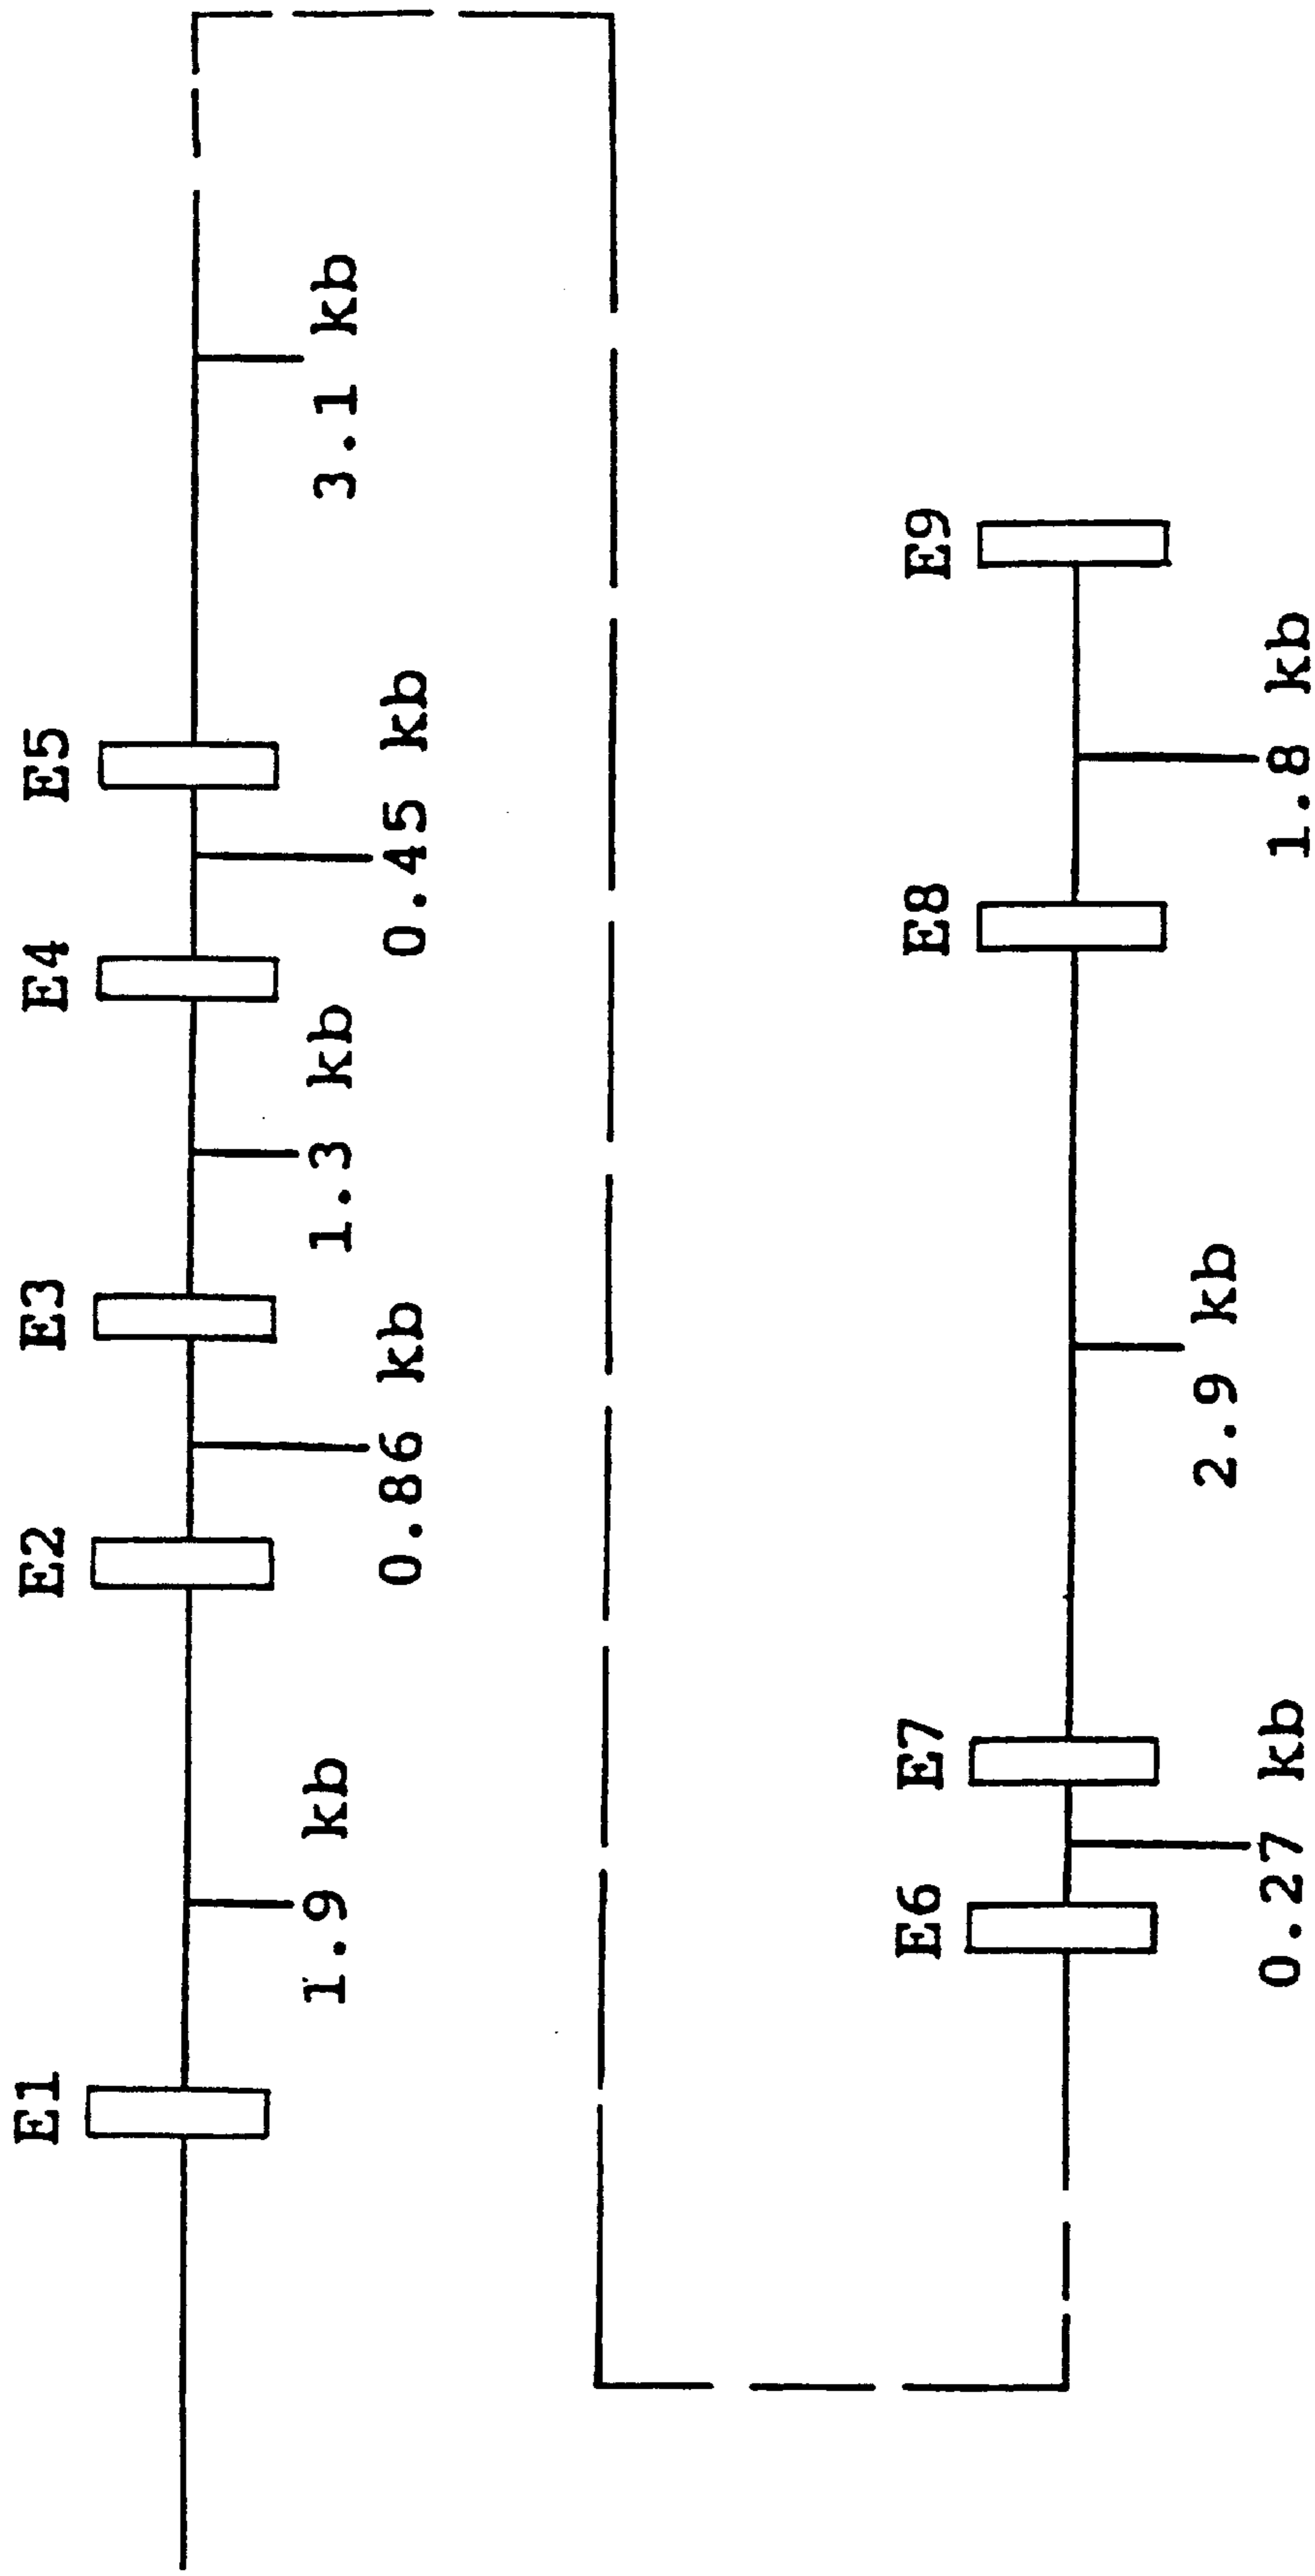 E1 E2 E3 E4 E5
1.9 kb 1.3 kb 3.1 kb
0.86 kb 0.45 kb
E6 E7 E8 E9
2.9 kb
0.27 kb 1.8 kb